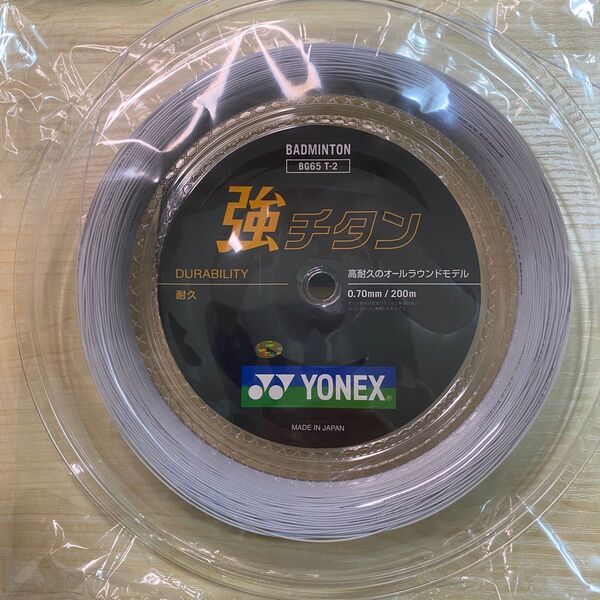 BADMINTON
BG65 T-2
強チタン
DURABILITY
耐久
高耐久のオールラウンドモデル
0.70mm / 200m
YONEX®
MADE IN JAPAN